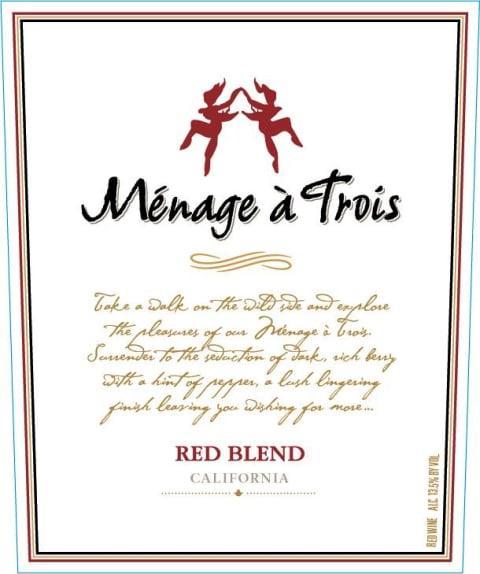 Ménage à Trois
Take a walk on the wild side and explore
the pleasures of our Ménage à Trois.
Surrender to the seduction of dark, rich berry
with a hint of pepper, a lush lingering
finish leaving you wishing for more...
RED BLEND
CALIFORNIA
RED WINE ALC. 13.5% BY VOL